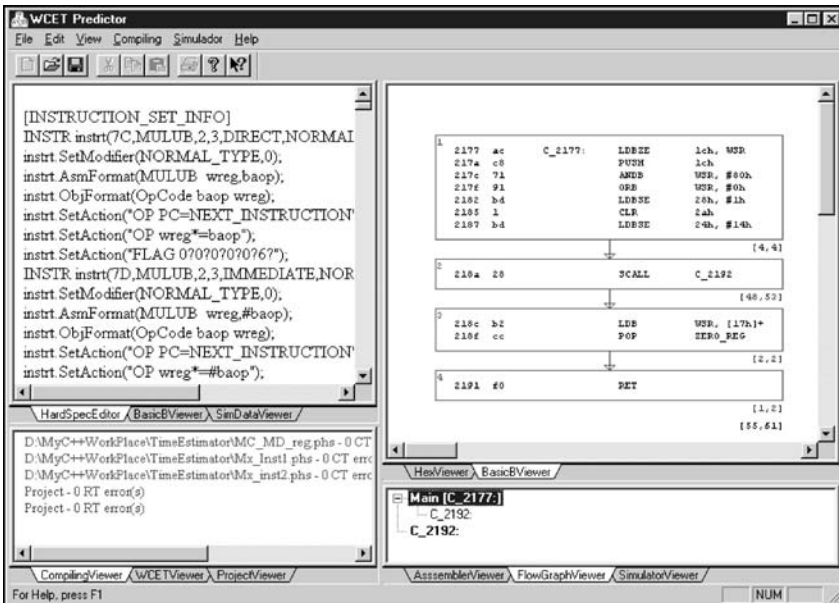 WCET Predictor
File Edit View Compiling Simulador Help
[INSTRUCTION_SET_INFO]
INSTR instrt(7C,MULUB,2,3,DIRECT,NORMAL
instrt.SetModifier(NORMAL_TYPE,0);
instrt.AsmFormat(MULUB wreg,baop);
instrt.ObjFormat(OpCode baop wreg);
instrt.SetAction("OP PC=NEXT_INSTRUCTION"
instrt.SetAction("OP wreg*=baop");
instrt.SetAction("FLAG 0?0?0?0?0?6?");
INSTR instrt(7D,MULUB,2,3,IMMEDIATE,NOR
instrt.SetModifier(NORMAL_TYPE,0);
instrt.AsmFormat(MULUB wreg,#baop);
instrt.ObjFormat(OpCode baop wreg);
instrt.SetAction("OP PC=NEXT_INSTRUCTION"
instrt.SetAction("OP wreg*=#baop");
HardSpecEditor BasicBViewer SimDataViewer
D:\MyC++WorkPlace\TimeEstimator\MC_MD_reg.phs - 0 CT
D:\MyC++WorkPlace\TimeEstimator\Mx_Inst1.phs - 0 CT erro
D:\MyC++WorkPlace\TimeEstimator\Mx_inst2.phs - 0 CT erro
Project - 0 RT error(s)
Project - 0 RT error(s)
CompilingViewer WCETViewer ProjectViewer
1
2177 ac C_2177: LDBZE 1ch, WSR
217a c8 PUSH 1ch
217c 71 ANDB WSR, #80h
217f 91 ORB WSR, #0h
2182 bd LDBSE 28h, #1h
2185 1 CLR 2ah
2187 bd LDBSE 24h, #14h
[4,4]
2
218a 28 SCALL C_2192
[48,53]
3
218c b2 LDB WSR, [17h]+
218f cc POP ZERO_REG
[2,2]
4
2191 f0 RET
[1,2]
[55,61]
HexViewer BasicBViewer
Main [C_2177:]
C_2192:
C_2192:
AsssemblerViewer FlowGraphViewer SimulatorViewer
For Help, press F1
NUM